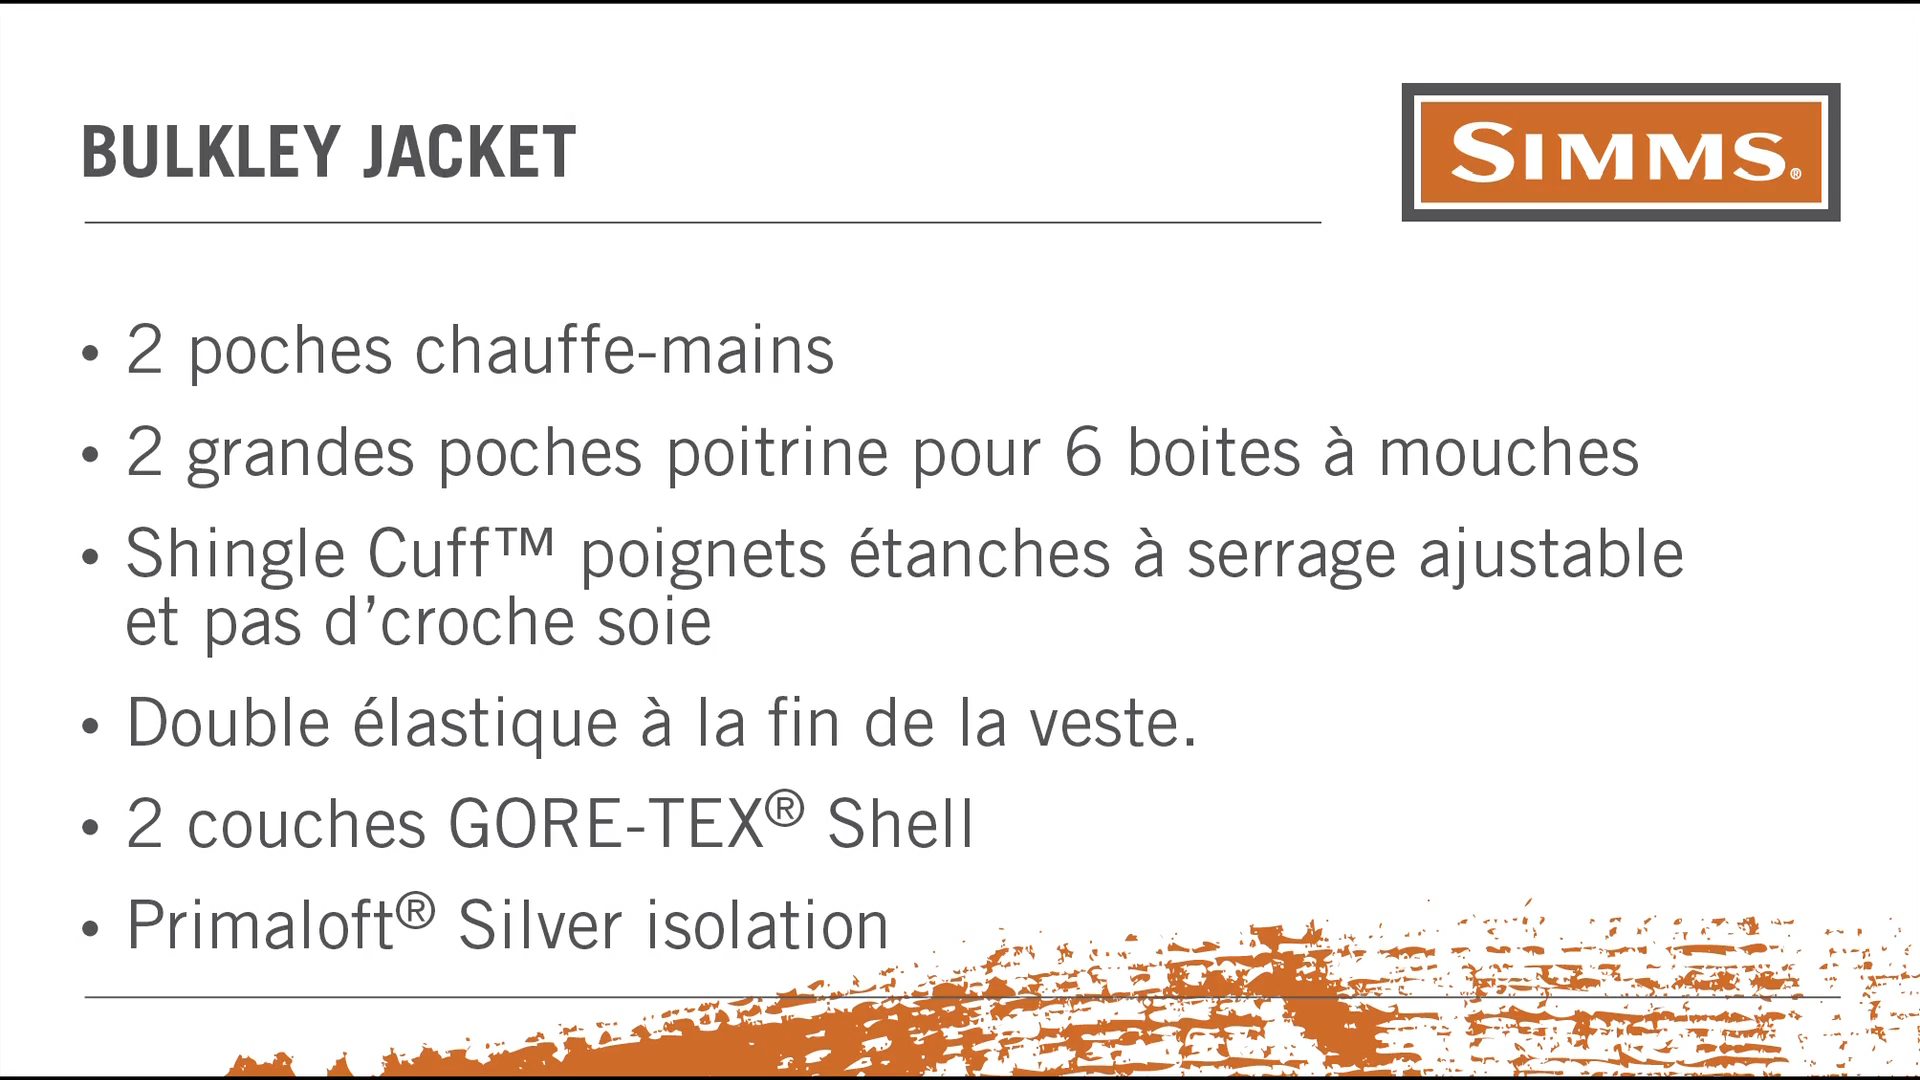 BULKLEY JACKET
SIMMS®
• 2 poches chauffe-mains
• 2 grandes poches poitrine pour 6 boites à mouches
• Shingle Cuff™ poignets étanches à serrage ajustable
et pas d’croche soie
• Double élastique à la fin de la veste.
• 2 couches GORE-TEX® Shell
• Primaloft® Silver isolation